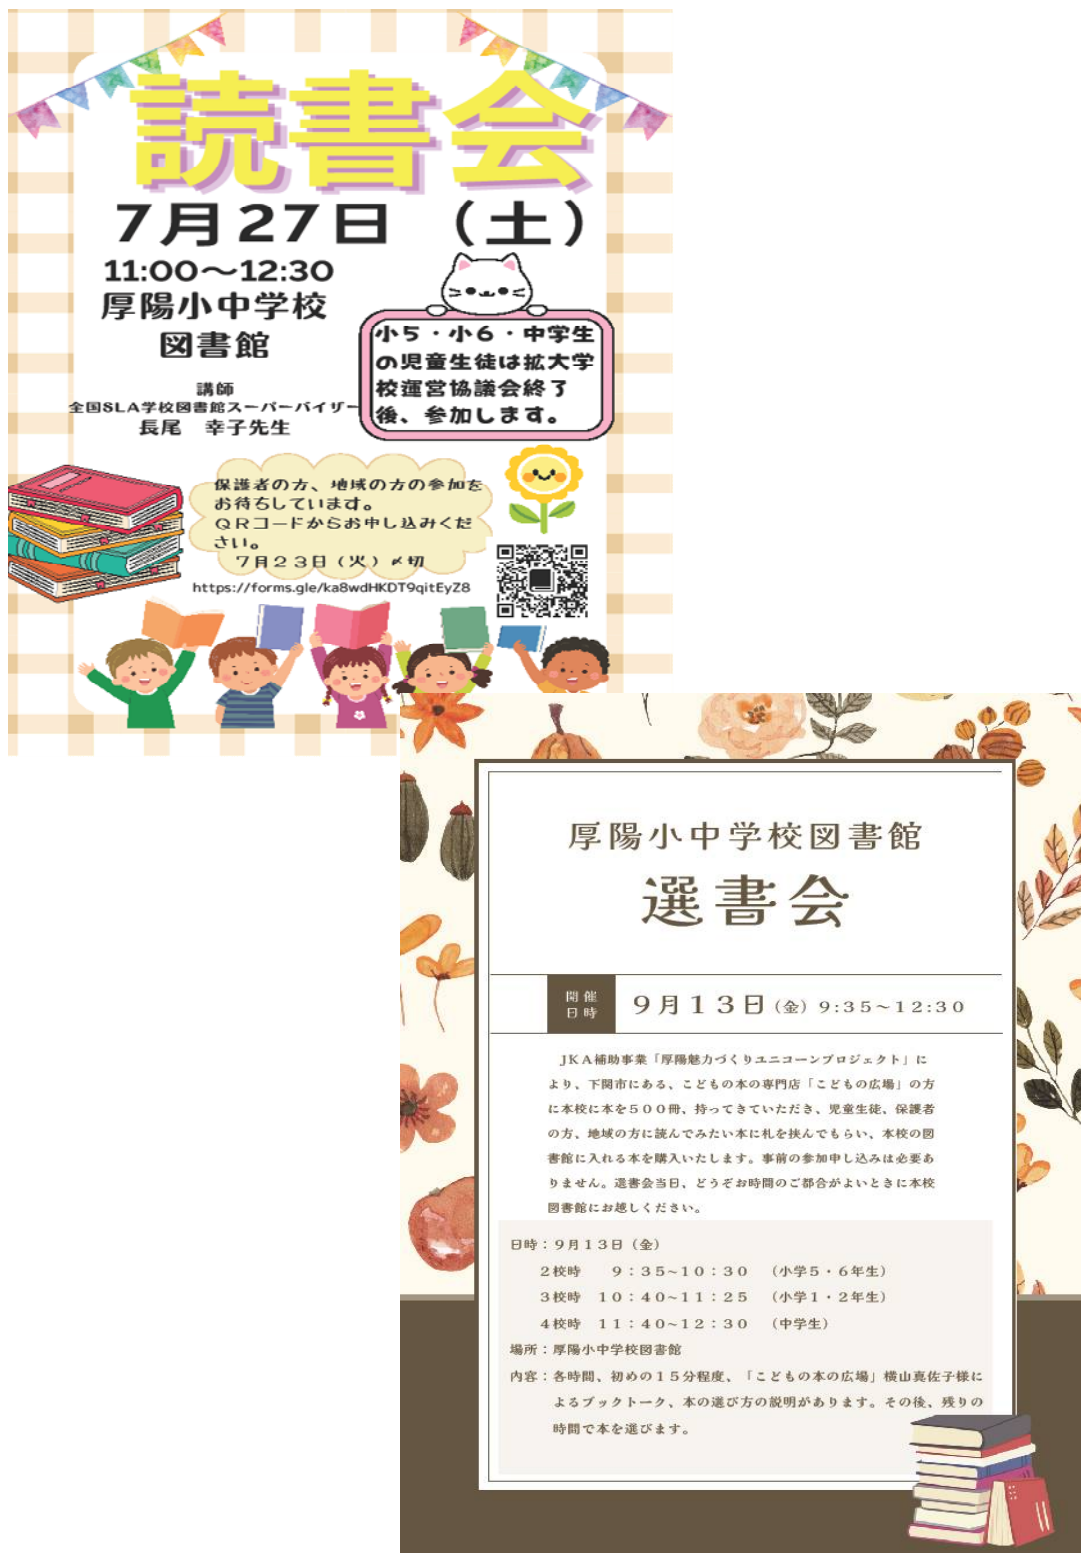 読書会
7月27日 (土)
11:00～12:30
厚陽小中学校
図書館
小5・小6・中学生
の児童生徒は拡大学
校運営協議会終了
後、参加します。
講師
全国SLA学校図書館スーパーバイザー
長尾 幸子先生
保護者の方、地域の方の参加を
お待ちしています。
QRコードからお申し込みくだ
さい。
7月23日(火)〆切
https://forms.gle/ka8wdHKDT9qitEyZ8
厚陽小中学校図書館
選書会
開催
日時
9月13日(金) 9:35~12:30
JKA補助事業「厚陽魅力づくりユニコーンプロジェクト」に
より、下関市にある、こどもの本の専門店「こどもの広場」の方
に本校に本を500冊、持ってきていただき、児童生徒、保護者
の方、地域の方に読んでみたい本に札を挟んでもらい、本校の図
書館に入れる本を購入いたします。事前の参加申し込みは必要あ
りません。選書会当日、どうぞお時間のご都合がよいときに本校
図書館にお越しください。
日時：9月13日（金）
2校時 9：35~10：30 （小学5・6年生）
3校時 10：40~11：25 （小学1・2年生）
4校時 11：40~12：30 （中学生）
場所：厚陽小中学校図書館
内容：各時間、初めの15分程度、「こどもの本の広場」横山真佐子様に
よるブックトーク、本の選び方の説明があります。その後、残りの
時間で本を選びます。